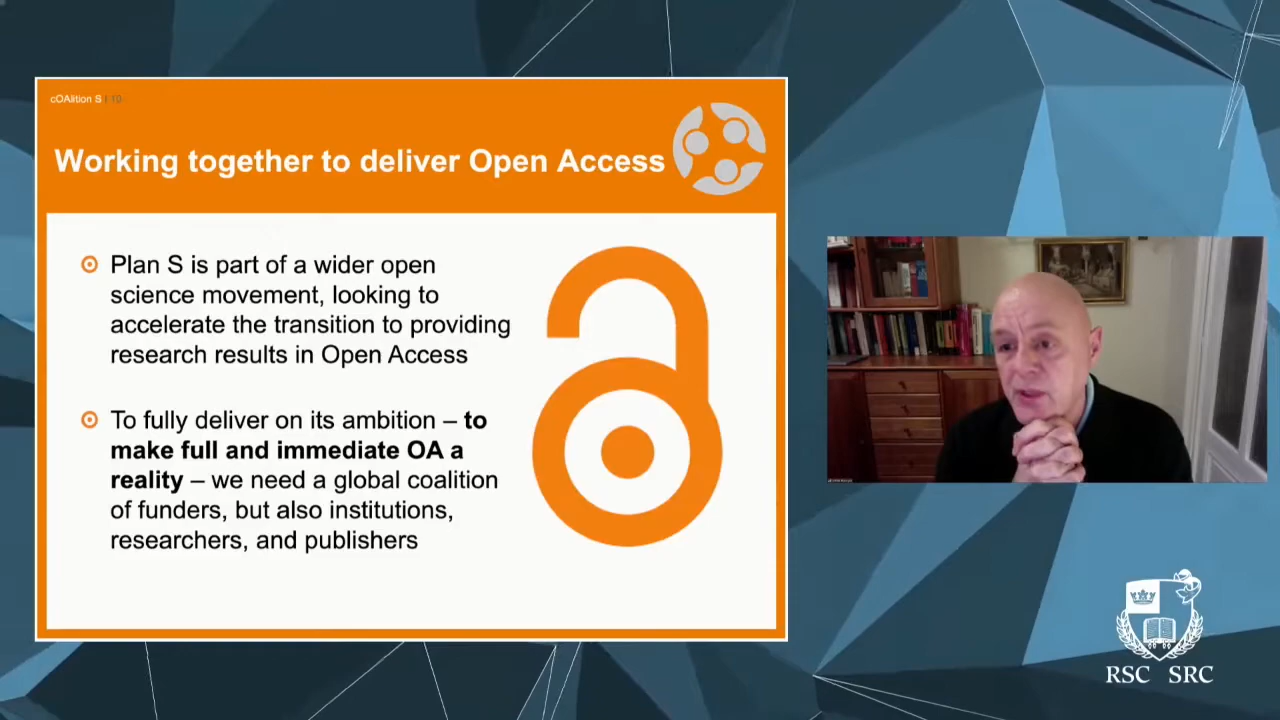 cOAlition S | 10
Working together to deliver Open Access
Plan S is part of a wider open
science movement, looking to
accelerate the transition to providing
research results in Open Access
To fully deliver on its ambition – to
make full and immediate OA a
reality – we need a global coalition
of funders, but also institutions,
researchers, and publishers
RSC SRC